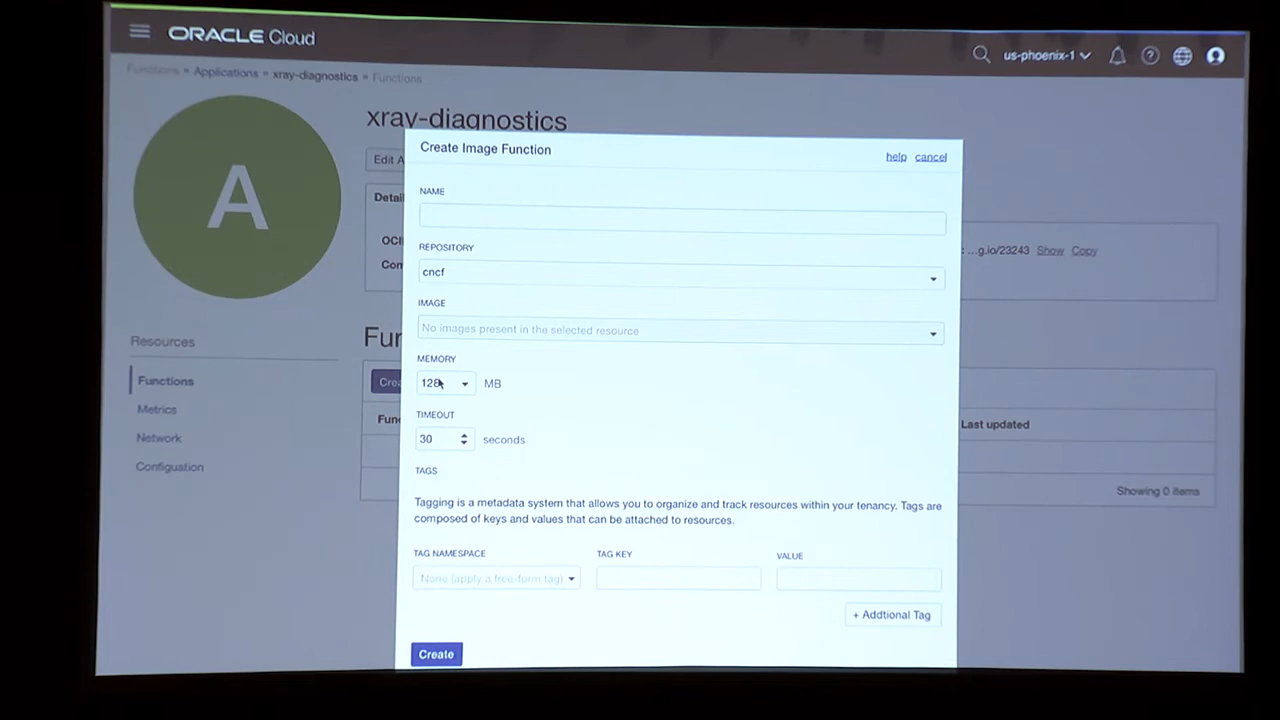 ORACLE Cloud
us-phoenix-1
Functions » Applications » xray-diagnostics » Functions
A
xray-diagnostics
Edit A
Create Image Function
help cancel
Detail
OCI
: ...g.io/23243 Show Copy
Com
NAME
REPOSITORY
cncf
IMAGE
No images present in the selected resource
MEMORY
128 MB
TIMEOUT
30 seconds
TAGS
Tagging is a metadata system that allows you to organize and track resources within your tenancy. Tags are
composed of keys and values that can be attached to resources.
TAG NAMESPACE TAG KEY VALUE
None (apply a free-form tag)
+ Addtional Tag
Create
Resources
Functions
Metrics
Network
Configuation
Fun
Crea
Fun
Last updated
Showing 0 items